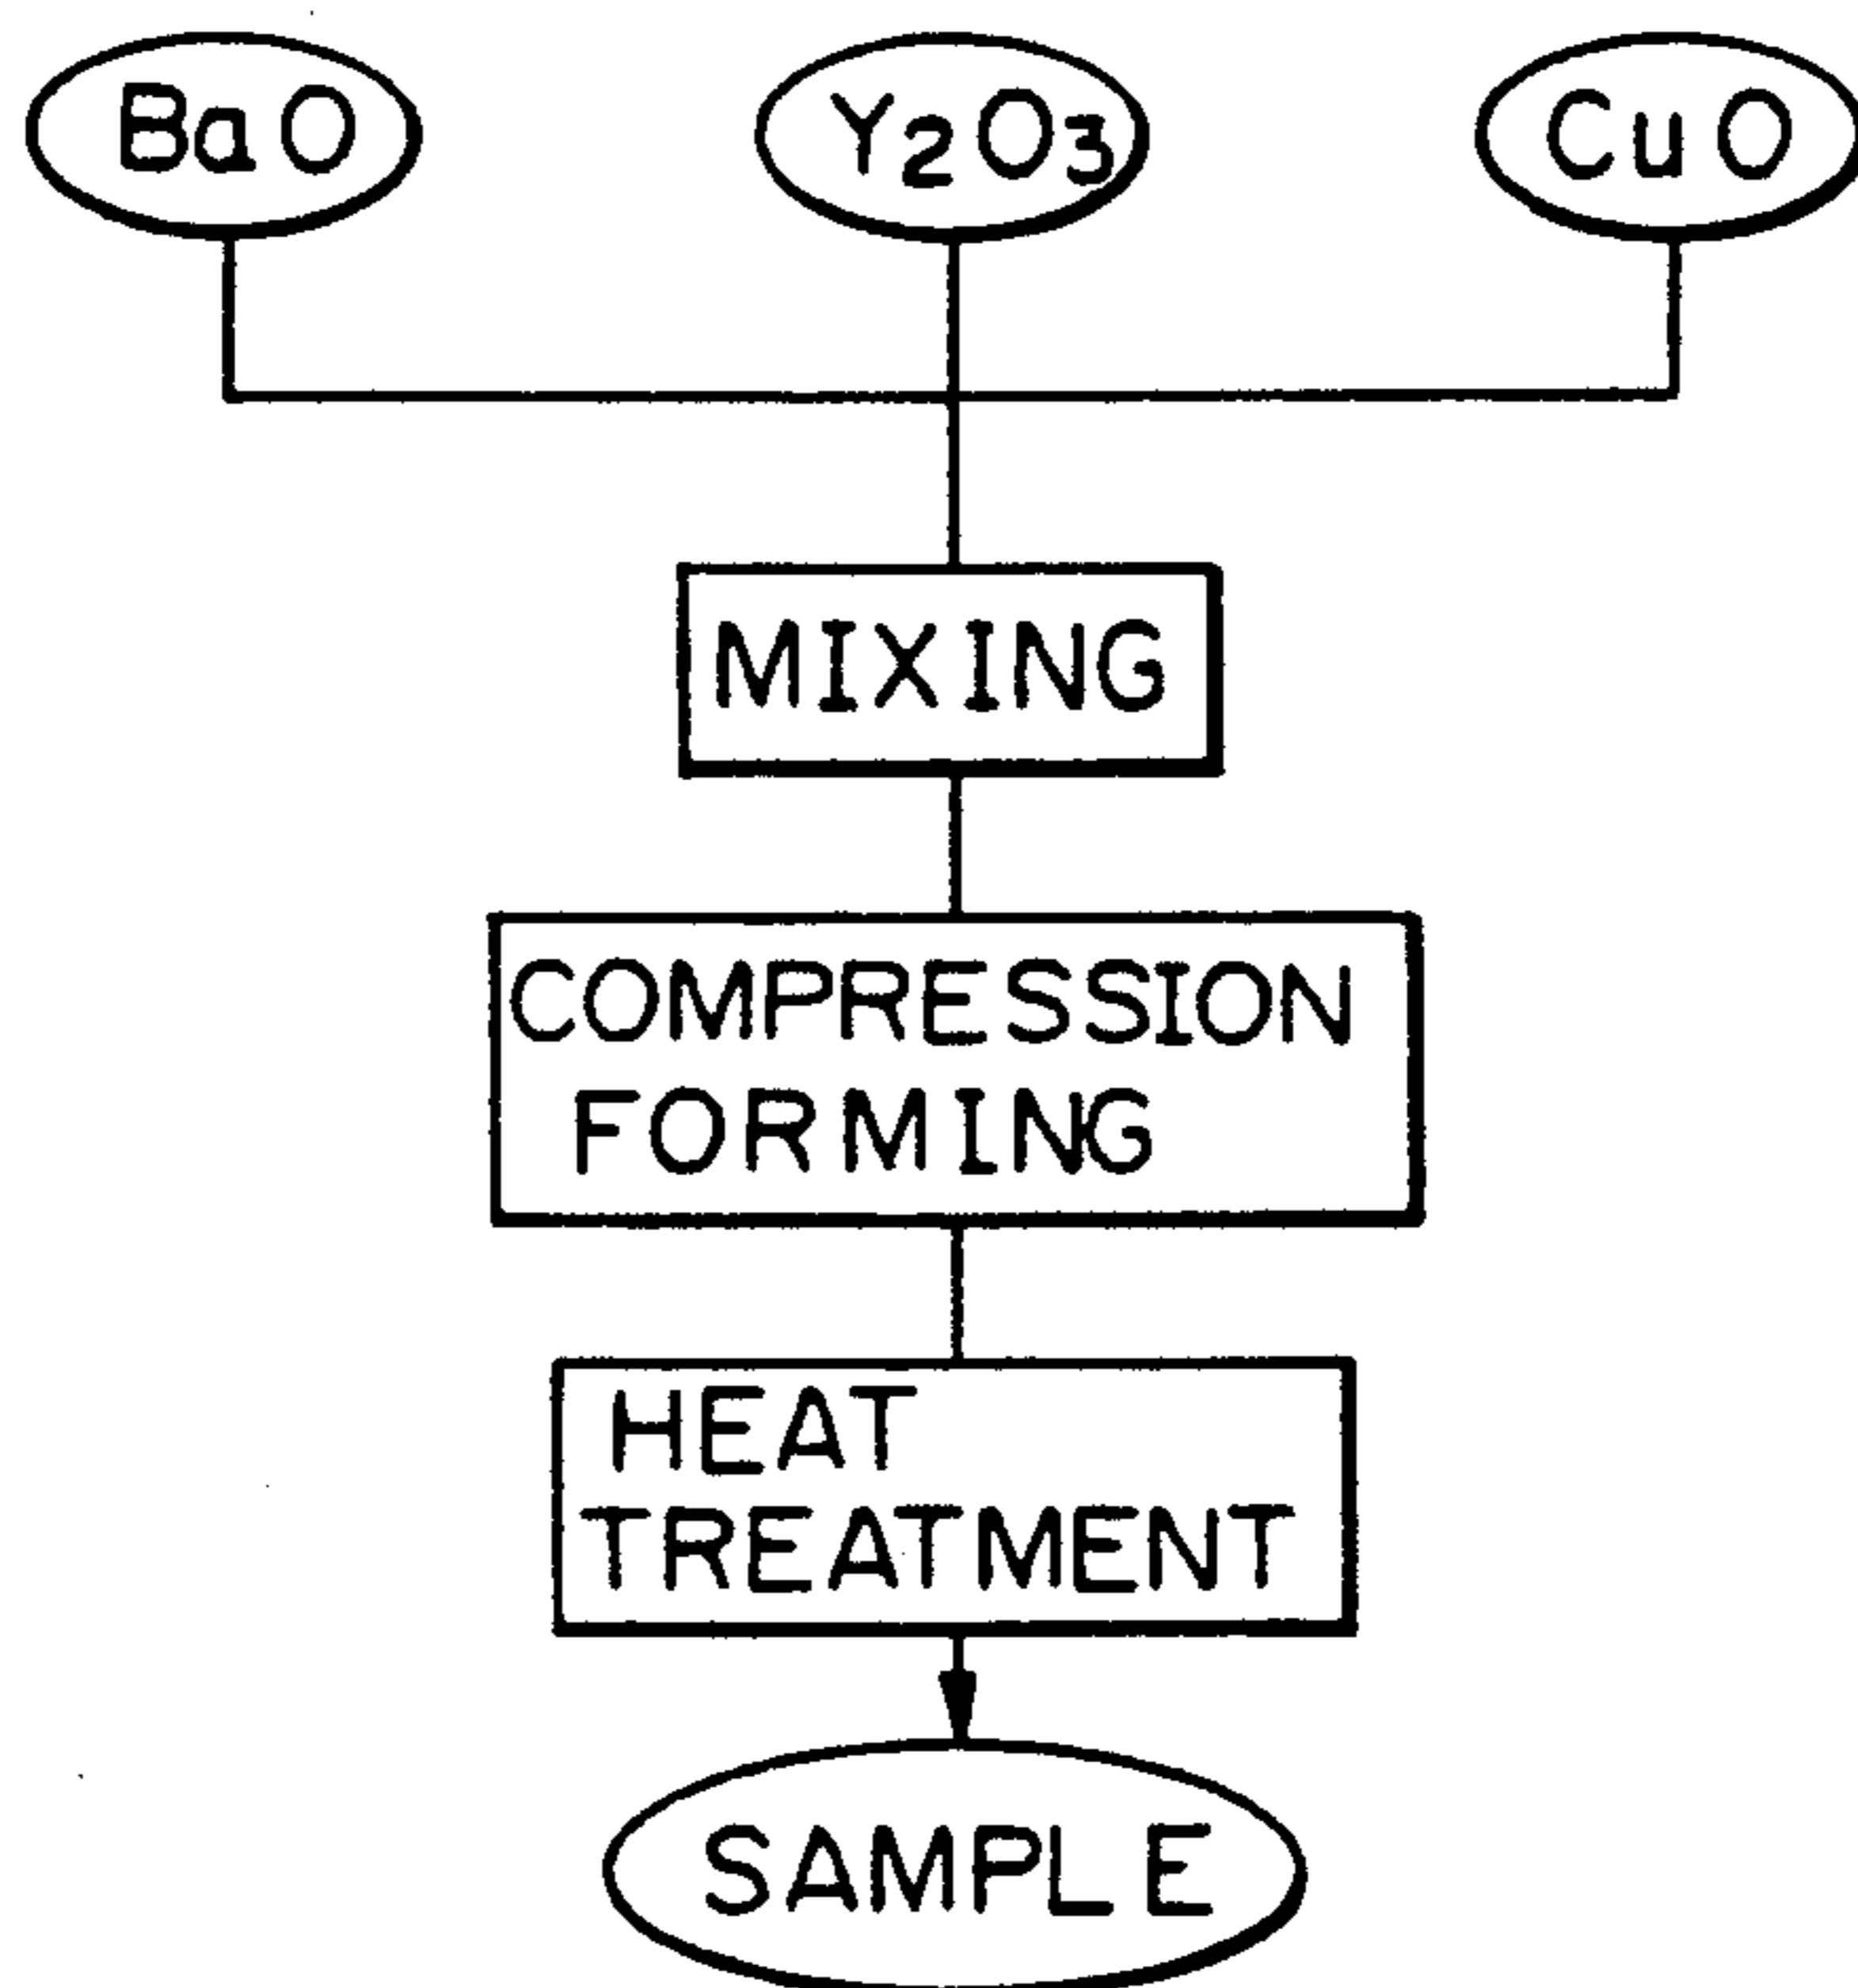 BaO
Y2O3
CuO
MIXING
COMPRESSION
FORMING
HEAT
TREATMENT
SAMPLE